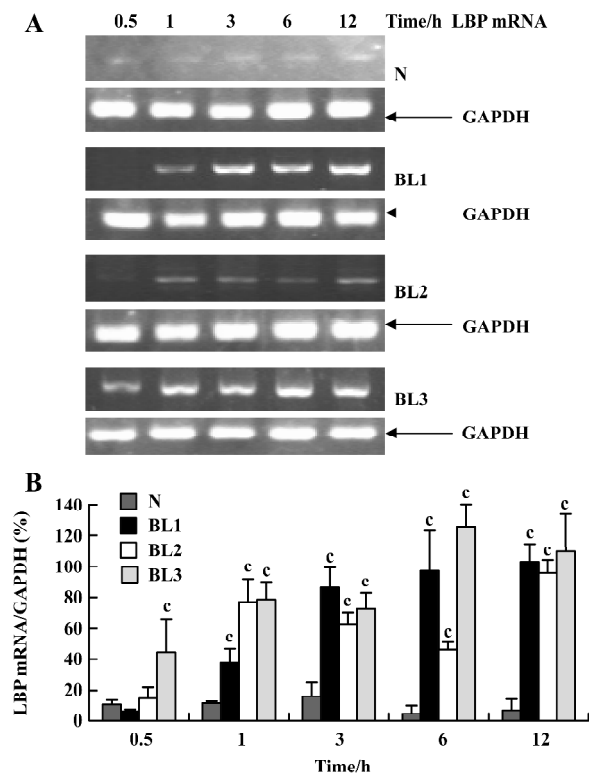 A
0.5 1 3 6 12 Time/h LBP mRNA
N
GAPDH
BL1
GAPDH
BL2
GAPDH
BL3
GAPDH
B
LBP mRNA/GAPDH (%)
140
120
100
80
60
40
20
0
N
BL1
BL2
BL3
c
c c c
c c c
c c c
c c c
0.5 1 3 6 12
Time/h